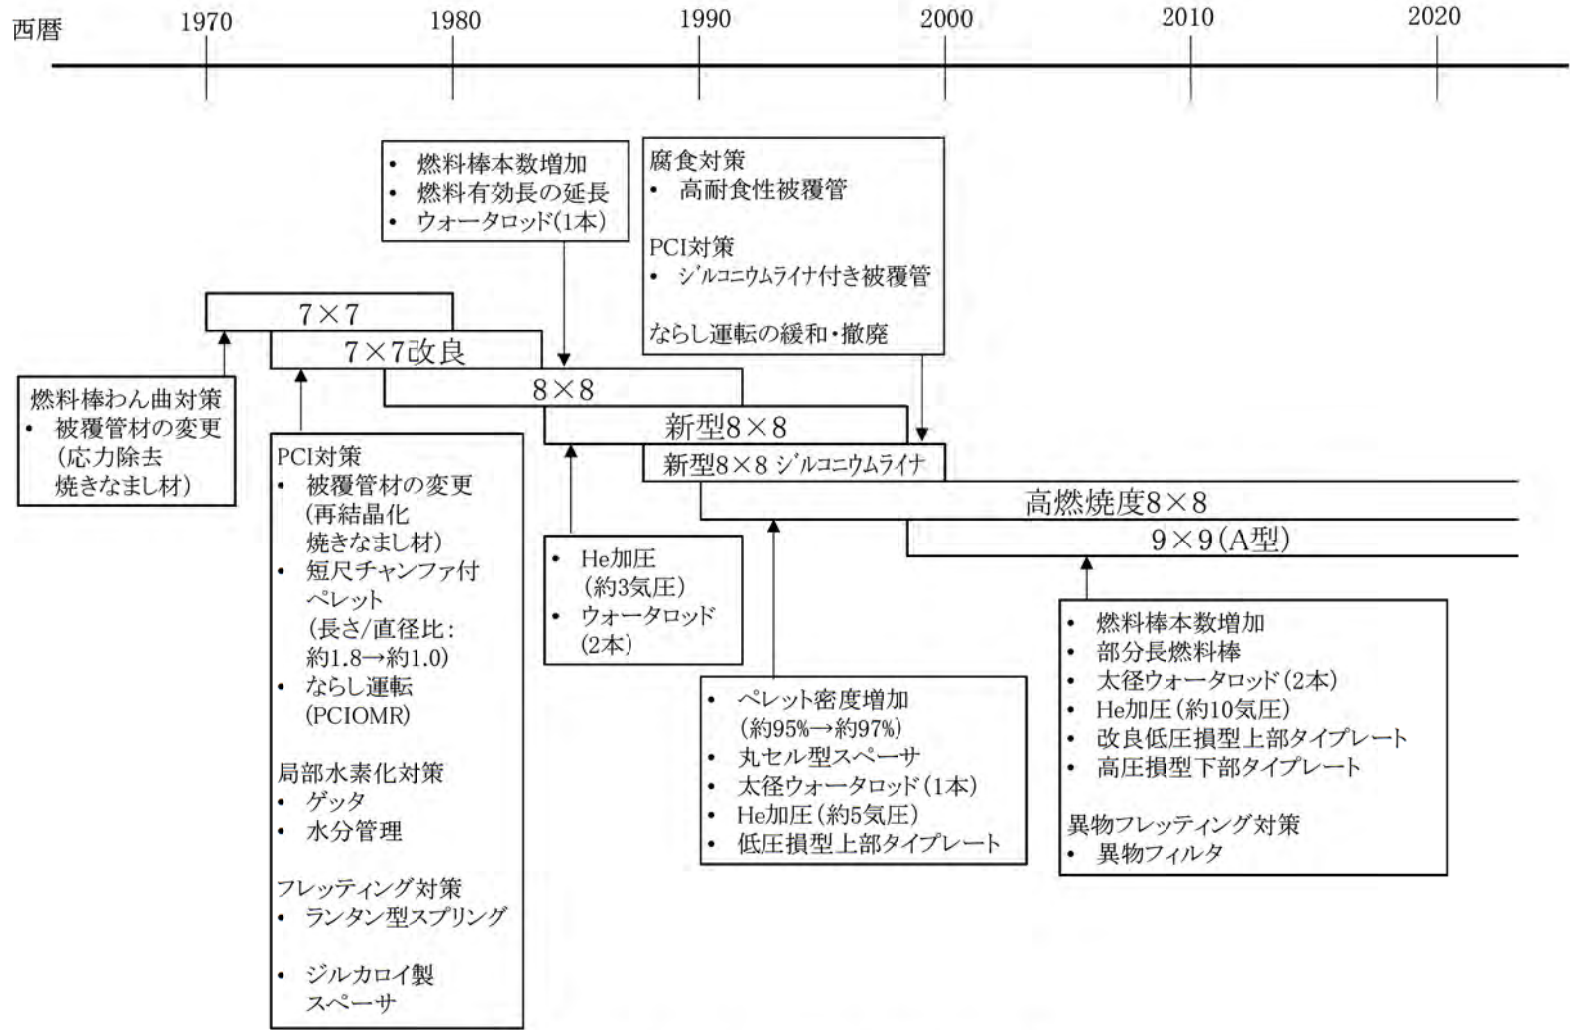 西暦
1970
1980
1990
2000
2010
2020
• 燃料棒本数増加
• 燃料有効長の延長
• ウォータロッド(1本)
腐食対策
• 高耐食性被覆管
PCI対策
• ジルコニウムライナ付き被覆管
ならし運転の緩和・撤廃
7×7
7×7改良
8×8
新型8×8
新型8×8 ジルコニウムライナ
高燃焼度8×8
9×9(A型)
燃料棒わん曲対策
• 被覆管材の変更
(応力除去
焼きなまし材)
PCI対策
• 被覆管材の変更
(再結晶化
焼きなまし材)
• 短尺チャンファ付
ペレット
(長さ/直径比:
約1.8→約1.0)
• ならし運転
(PCIOMR)
局部水素化対策
• ゲッタ
• 水分管理
フレッティング対策
• ランタン型スプリング
• ジルカロイ製
スペーサ
• He加圧
(約3気圧)
• ウォータロッド
(2本)
• ペレット密度増加
(約95%→約97%)
• 丸セル型スペーサ
• 太径ウォータロッド(1本)
• He加圧(約5気圧)
• 低圧損型上部タイプレート
• 燃料棒本数増加
• 部分長燃料棒
• 太径ウォータロッド(2本)
• He加圧(約10気圧)
• 改良低圧損型上部タイプレート
• 高圧損型下部タイプレート
異物フレッティング対策
• 異物フィルタ